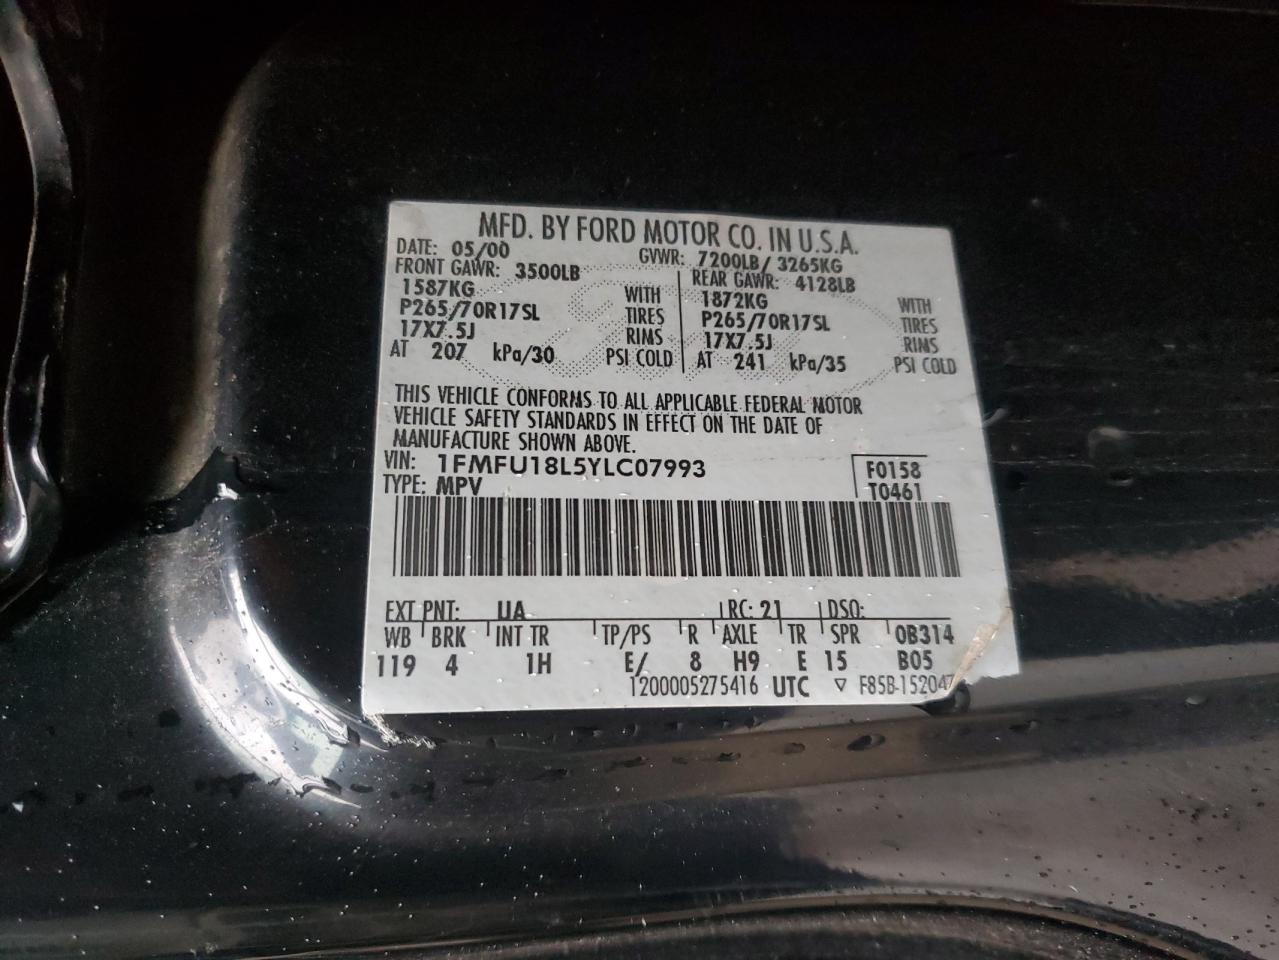 MFD. BY FORD MOTOR CO. IN U.S.A.
DATE: 05/00 GVWR: 7200LB/ 3265KG
FRONT GAWR: 3500LB REAR GAWR: 4128LB
1587KG WITH 1872KG WITH
P265/70R17SL TIRES P265/70R17SL TIRES
17X7.5J RIMS 17X7.5J RIMS
AT 207 kPa/30 PSI COLD AT 241 kPa/35 PSI COLD
THIS VEHICLE CONFORMS TO ALL APPLICABLE FEDERAL MOTOR
VEHICLE SAFETY STANDARDS IN EFFECT ON THE DATE OF
MANUFACTURE SHOWN ABOVE.
VIN: 1FMFU18L5YLC07993 F0158
TYPE: MPV T0461
EXT PNT: UA RC: 21 DSO:
WB BRK INT TR TP/PS R AXLE TR SPR 0B314
119 4 1H E/ 8 H9 E 15 B05
1200005275416 UTC ▽ F85B-152047